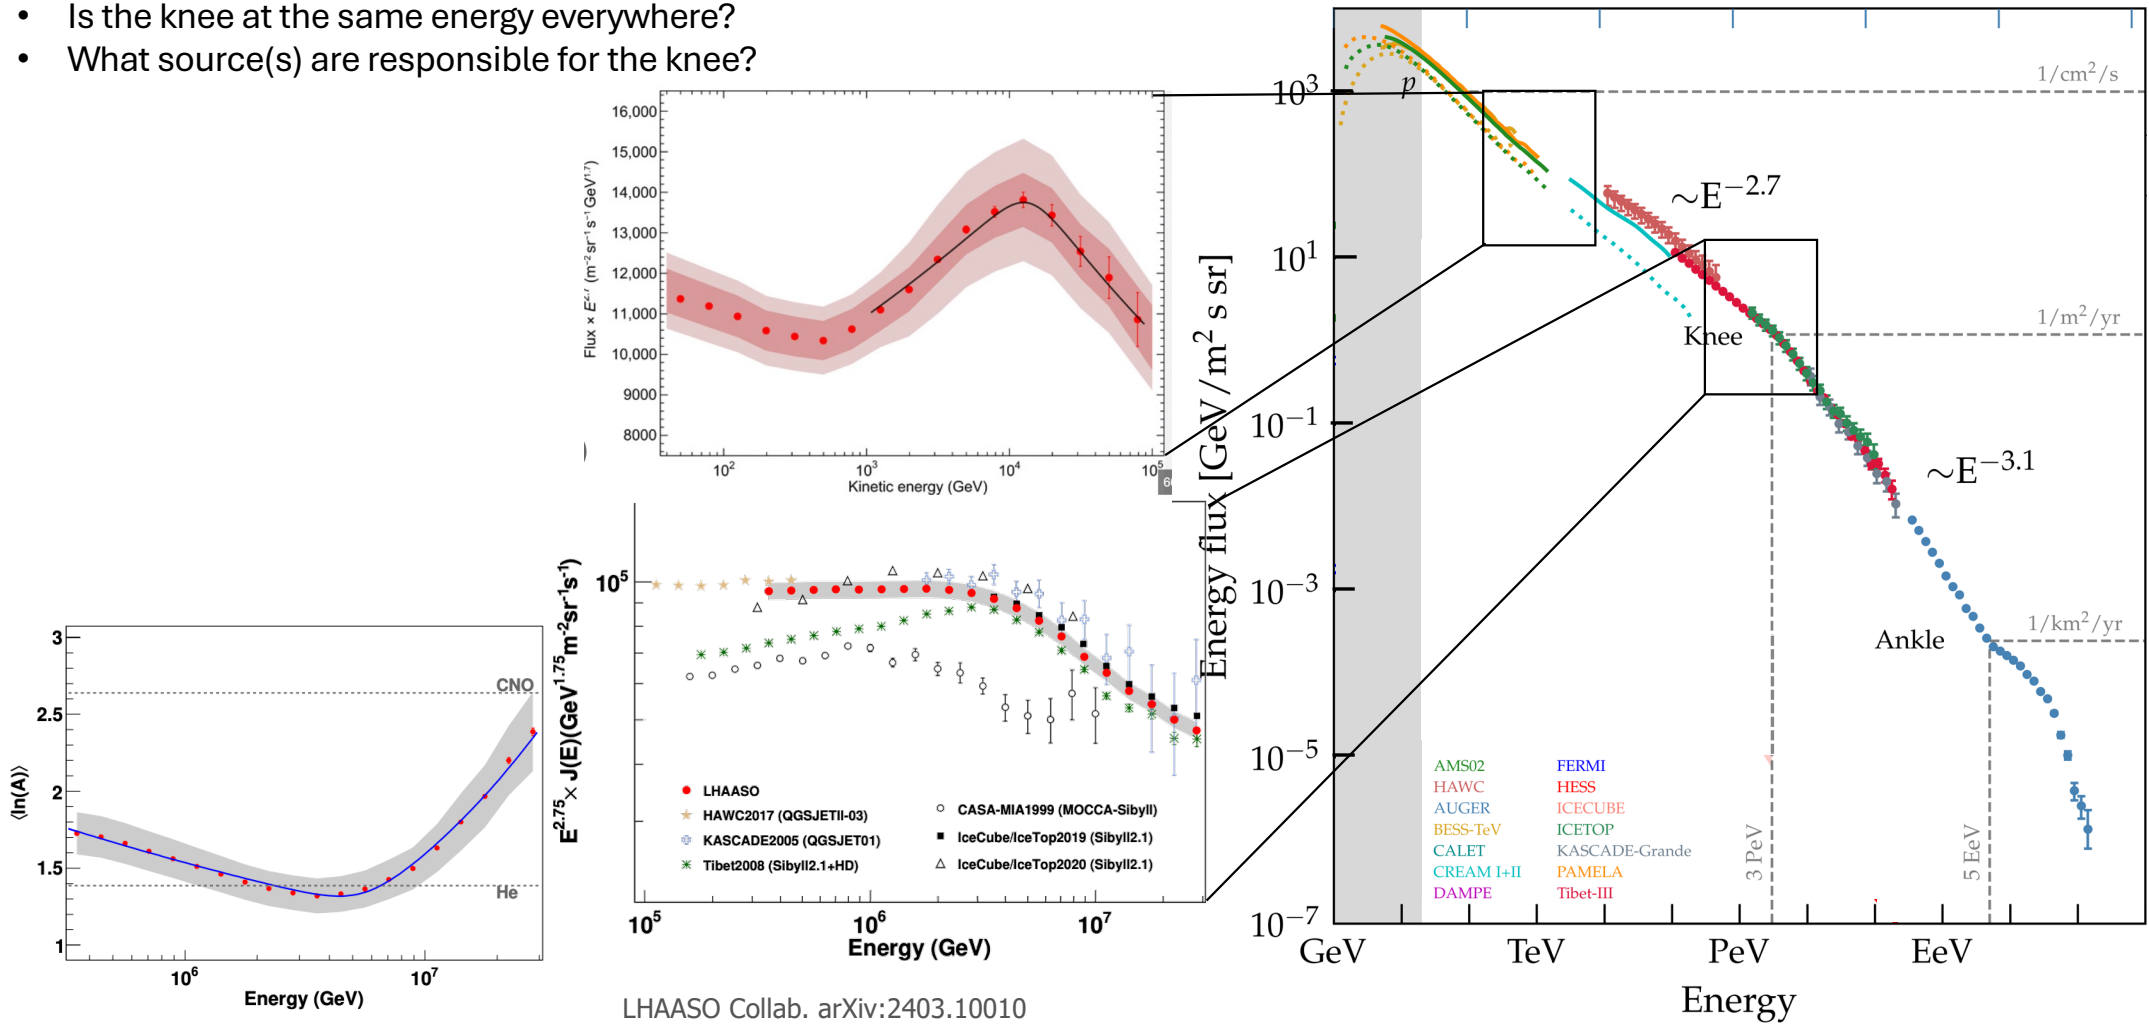 • Is the knee at the same energy everywhere?
• What source(s) are responsible for the knee?
16,000
15,000
14,000
13,000
12,000
11,000
10,000
9000
8000
Flux × E^2.7 (m^−2 sr^−1 s^−1 GeV^1.7)
10^2 10^3 10^4 10^5
Kinetic energy (GeV)
6
10^5
E^2.75 × J(E)(GeV^1.75 m^-2 sr^-1 s^-1)
LHAASO
HAWC2017 (QGSJETII-03)
KASCADE2005 (QGSJET01)
Tibet2008 (Sibyll2.1+HD)
CASA-MIA1999 (MOCCA-Sibyll)
IceCube/IceTop2019 (Sibyll2.1)
IceCube/IceTop2020 (Sibyll2.1)
10^5 10^6 10^7
Energy (GeV)
3
2.5
2
1.5
1
⟨ln(A)⟩
CNO
He
10^6 10^7
Energy (GeV)
LHAASO Collab. arXiv:2403.10010
Energy flux [GeV/m^2 s sr]
10^3
10^1
10^−1
10^−3
10^−5
10^−7
p
1/cm^2/s
~E^−2.7
1/m^2/yr
Knee
~E^−3.1
1/km^2/yr
Ankle
3 PeV
5 EeV
AMS02
HAWC
AUGER
BESS-TeV
CALET
CREAM I+II
DAMPE
FERMI
HESS
ICECUBE
ICETOP
KASCADE-Grande
PAMELA
Tibet-III
GeV TeV PeV EeV
Energy